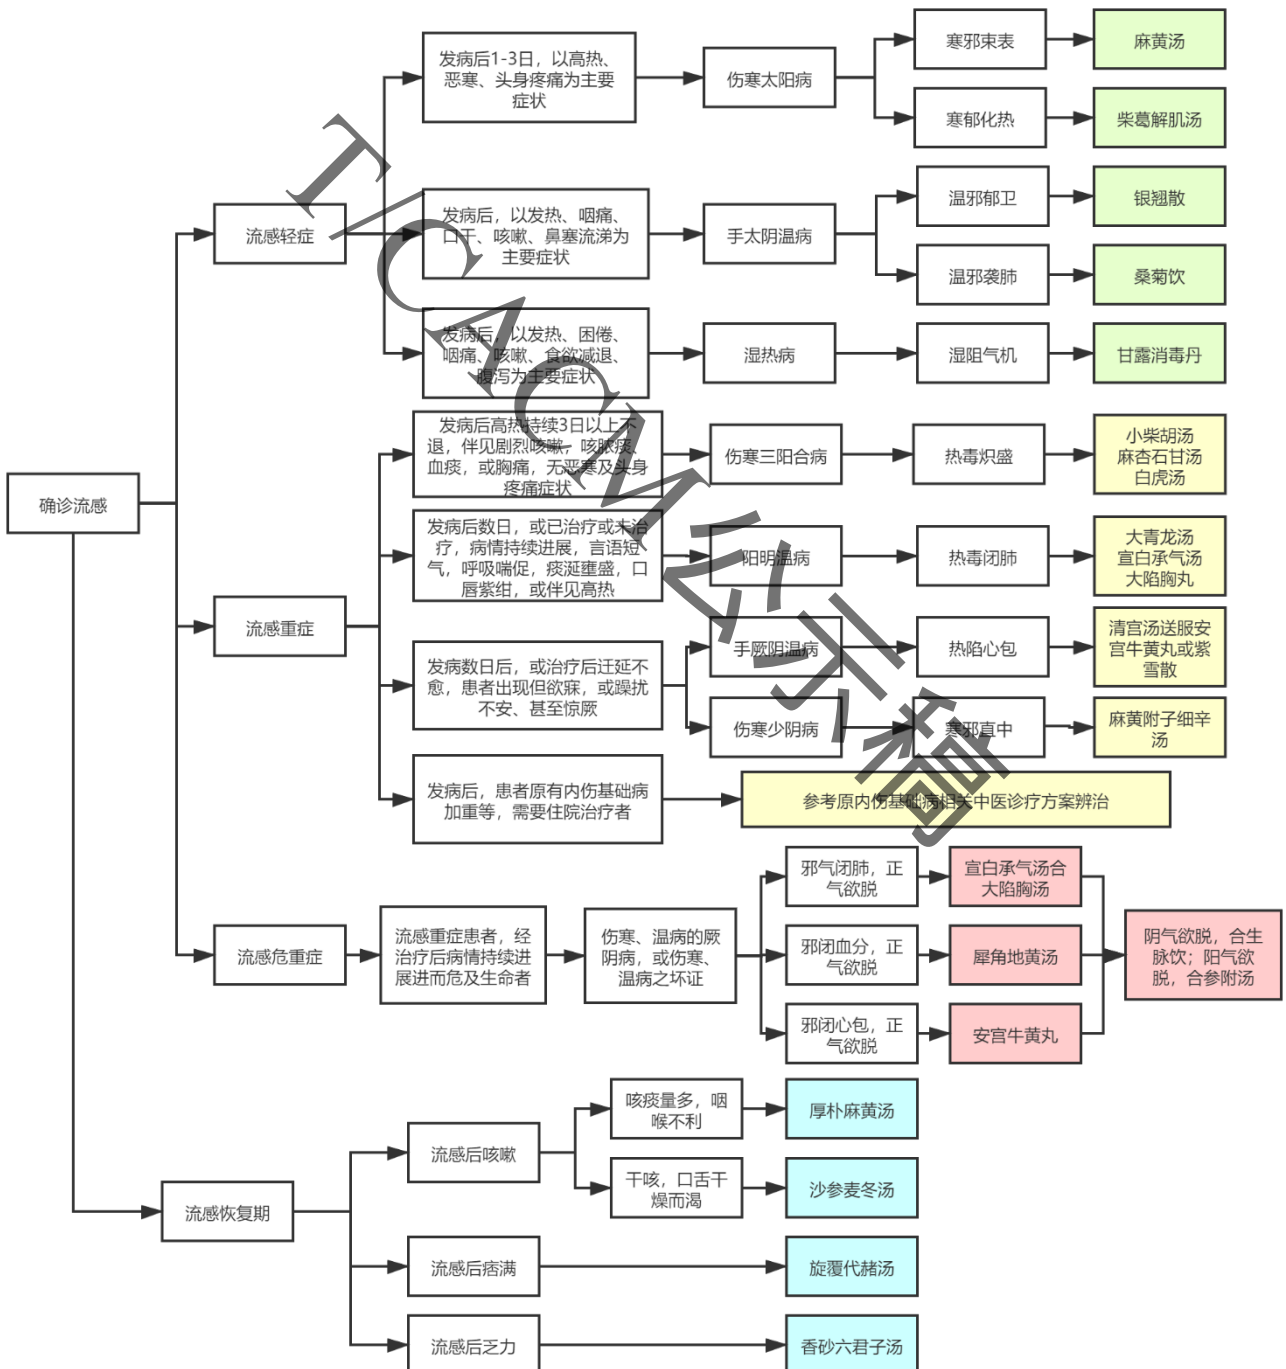 发病后1-3日，以高热、
恶寒、头身疼痛为主要
症状
伤寒太阳病
寒邪束表
麻黄汤
寒郁化热
柴葛解肌汤
流感轻症
发病后，以发热、咽痛、
口干、咳嗽、鼻塞流涕为
主要症状
手太阴温病
温邪郁卫
银翘散
温邪袭肺
桑菊饮
发病后，以发热、困倦、
咽痛、咳嗽、食欲减退、
腹泻为主要症状
湿热病
湿阻气机
甘露消毒丹
确诊流感
流感重症
发病后高热持续3日以上不
退，伴见剧烈咳嗽，咳脓痰、
血痰，或胸痛，无恶寒及头身
疼痛症状
伤寒三阳合病
热毒炽盛
小柴胡汤
麻杏石甘汤
白虎汤
发病后数日，或已治疗或未治
疗，病情持续进展，言语短
气，呼吸喘促，痰涎壅盛，口
唇紫绀，或伴见高热
阳明温病
热毒闭肺
大青龙汤
宣白承气汤
大陷胸丸
发病数日后，或治疗后迁延不
愈，患者出现但欲寐，或躁扰
不安、甚至惊厥
手厥阴温病
热陷心包
清宫汤送服安
宫牛黄丸或紫
雪散
伤寒少阴病
寒邪直中
麻黄附子细辛
汤
发病后，患者原有内伤基础病
加重等，需要住院治疗者
参考原内伤基础病相关中医诊疗方案辨治
流感危重症
流感重症患者，经
治疗后病情持续进
展进而危及生命者
伤寒、温病的厥
阴病，或伤寒、
温病之坏证
邪气闭肺，正
气欲脱
宣白承气汤合
大陷胸汤
邪闭血分，正
气欲脱
犀角地黄汤
邪闭心包，正
气欲脱
安宫牛黄丸
阴气欲脱，合生
脉饮；阳气欲
脱，合参附汤
流感恢复期
流感后咳嗽
咳痰量多，咽
喉不利
厚朴麻黄汤
干咳，口舌干
燥而渴
沙参麦冬汤
流感后痞满
旋覆代赭汤
流感后乏力
香砂六君子汤
T/CACM公示稿